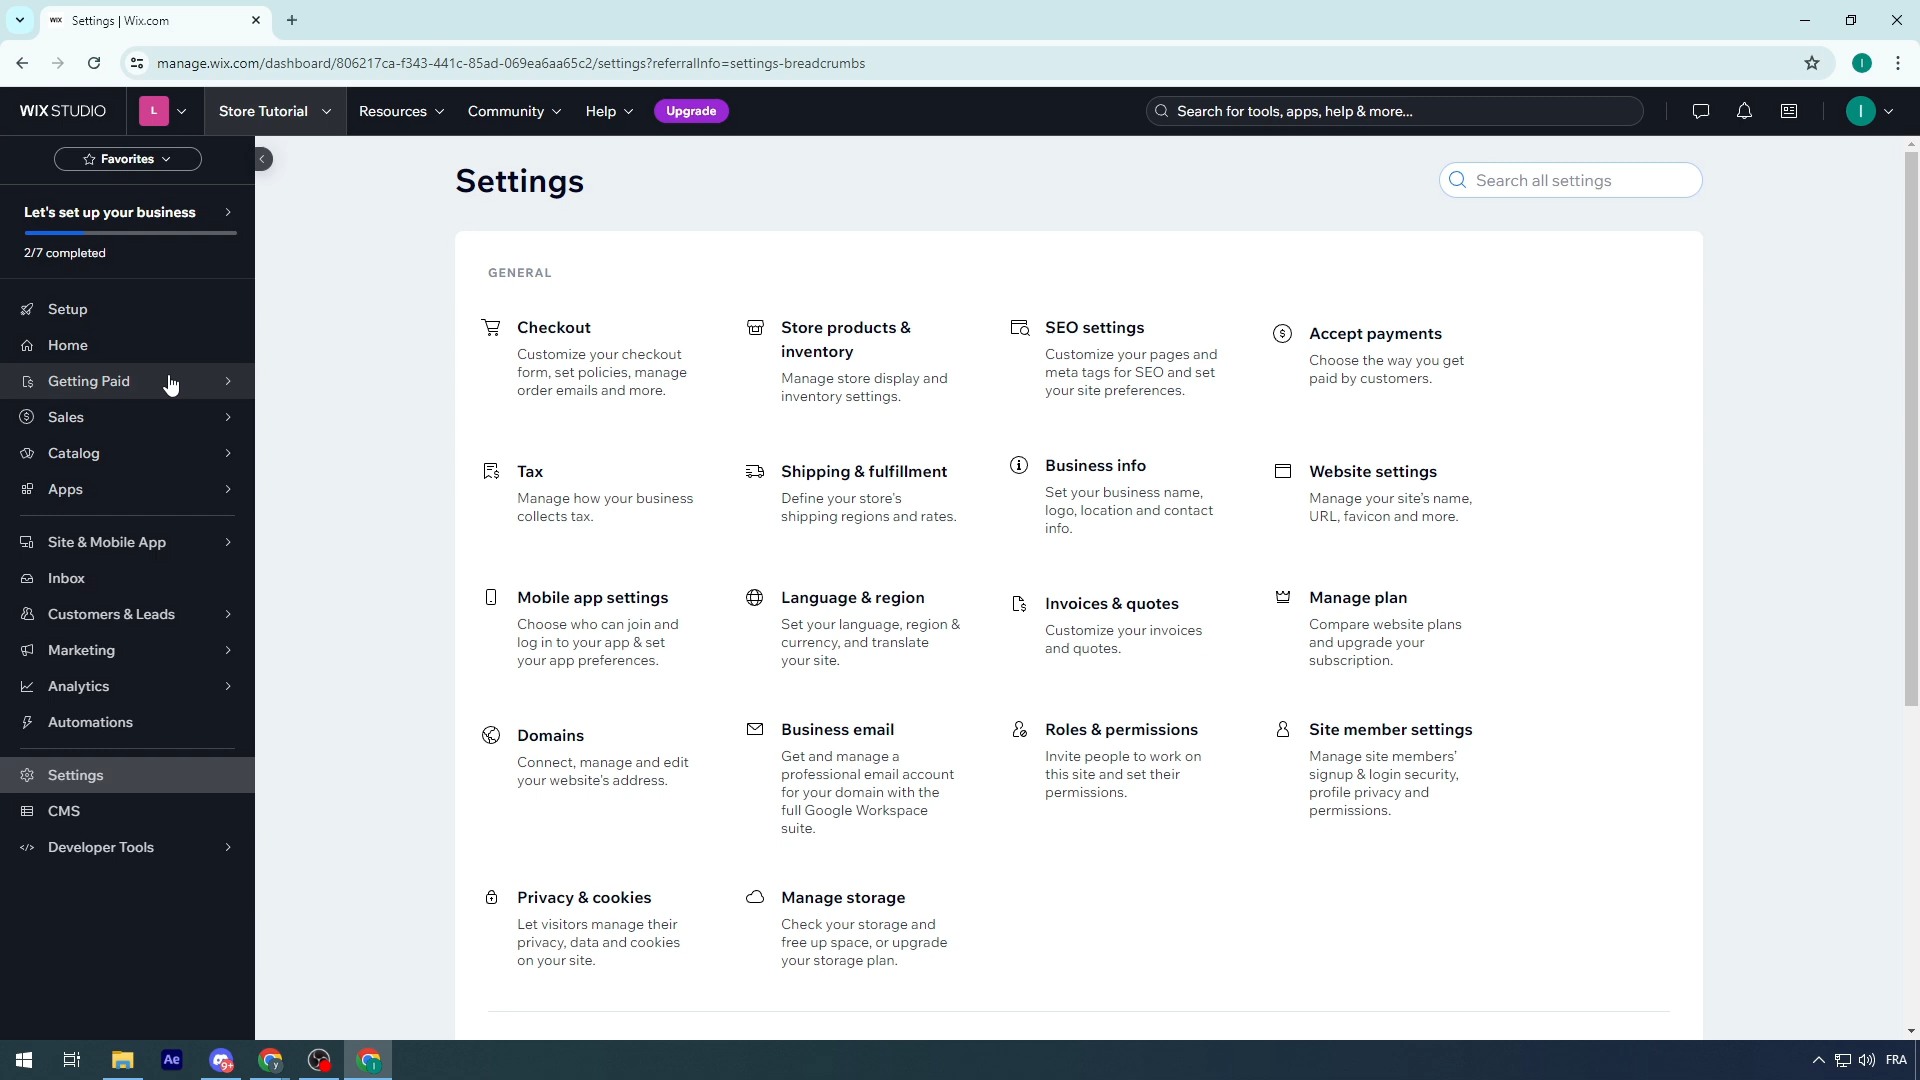 WIX Settings | Wix.com
manage.wix.com/dashboard/806217ca-f343-441c-85ad-069ea6aa65c2/settings?referralInfo=settings-breadcrumbs
I
WIX STUDIO
L
Store Tutorial
Resources
Community
Help
Upgrade
Search for tools, apps, help & more...
I
Favorites
Let's set up your business
2/7 completed
Setup
Home
Getting Paid
Sales
Catalog
Apps
Site & Mobile App
Inbox
Customers & Leads
Marketing
Analytics
Automations
Settings
CMS
Developer Tools
Settings
Search all settings
GENERAL
Checkout
Customize your checkout
form, set policies, manage
order emails and more.
Store products &
inventory
Manage store display and
inventory settings.
SEO settings
Customize your pages and
meta tags for SEO and set
your site preferences.
Accept payments
Choose the way you get
paid by customers.
Tax
Manage how your business
collects tax.
Shipping & fulfillment
Define your store's
shipping regions and rates.
Business info
Set your business name,
logo, location and contact
info.
Website settings
Manage your site's name,
URL, favicon and more.
Mobile app settings
Choose who can join and
log in to your app & set
your app preferences.
Language & region
Set your language, region &
currency, and translate
your site.
Invoices & quotes
Customize your invoices
and quotes.
Manage plan
Compare website plans
and upgrade your
subscription.
Domains
Connect, manage and edit
your website's address.
Business email
Get and manage a
professional email account
for your domain with the
full Google Workspace
suite.
Roles & permissions
Invite people to work on
this site and set their
permissions.
Site member settings
Manage site members'
signup & login security,
profile privacy and
permissions.
Privacy & cookies
Let visitors manage their
privacy, data and cookies
on your site.
Manage storage
Check your storage and
free up space, or upgrade
your storage plan.
Ae
9+
y
I
FRA